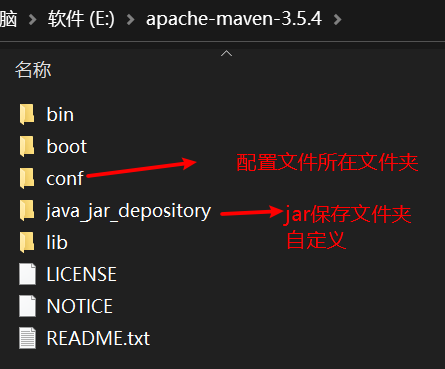 脑 > 软件 (E:) > apache-maven-3.5.4 >
名称
bin
boot
conf
配置文件所在文件夹
java_jar_depository
jar保存文件夹
自定义
lib
LICENSE
NOTICE
README.txt